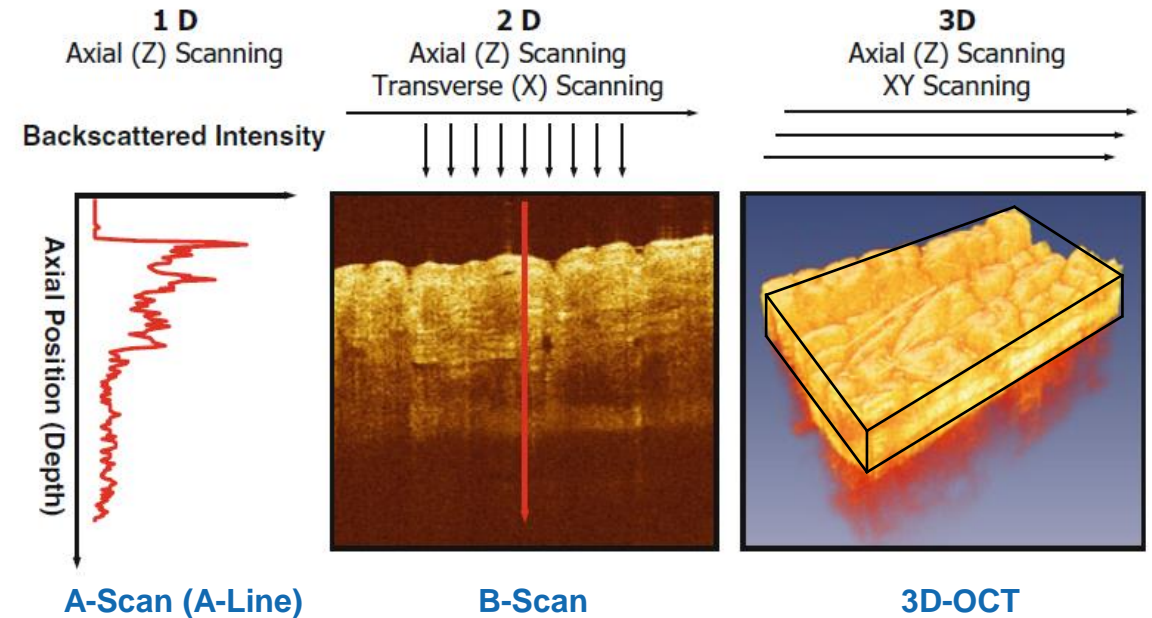 1 D
Axial (Z) Scanning
Backscattered Intensity
Axial Position (Depth)
A-Scan (A-Line)
2 D
Axial (Z) Scanning
Transverse (X) Scanning
B-Scan
3D
Axial (Z) Scanning
XY Scanning
3D-OCT